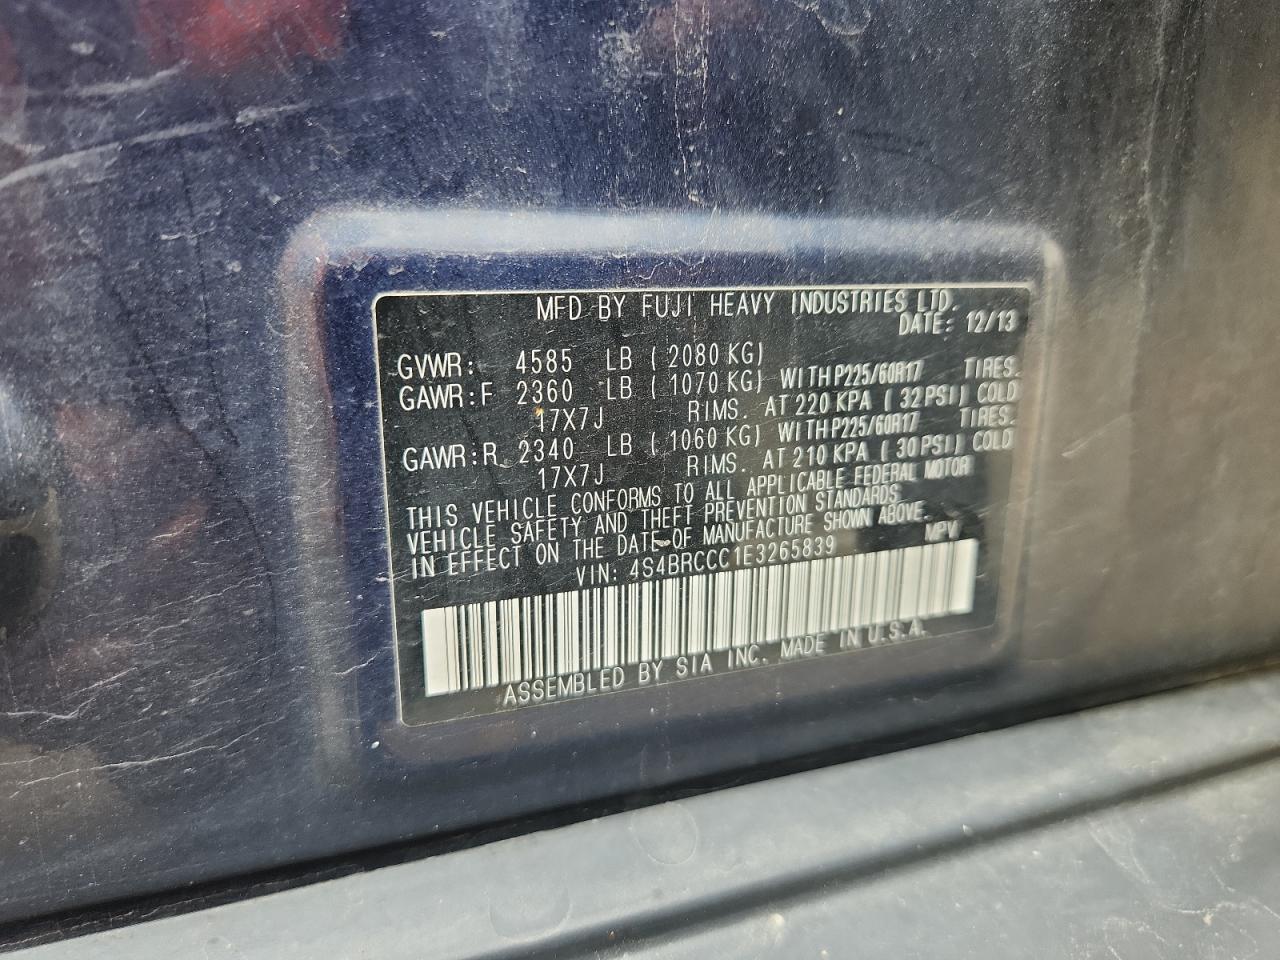 MFD BY FUJI HEAVY INDUSTRIES LTD.
DATE: 12/13
GVWR: 4585 LB ( 2080 KG)
GAWR: F 2360 LB ( 1070 KG) WITH P225/60R17 TIRES.
17X7J RIMS. AT 220 KPA ( 32 PSI) COLD
GAWR: R 2340 LB ( 1060 KG) WITH P225/60R17 TIRES.
17X7J RIMS. AT 210 KPA ( 30 PSI) COLD
THIS VEHICLE CONFORMS TO ALL APPLICABLE FEDERAL MOTOR
VEHICLE SAFETY AND THEFT PREVENTION STANDARDS
IN EFFECT ON THE DATE OF MANUFACTURE SHOWN ABOVE.
VIN: 4S4BRCCC1E3265839 MPV
ASSEMBLED BY SIA INC. MADE IN U.S.A.